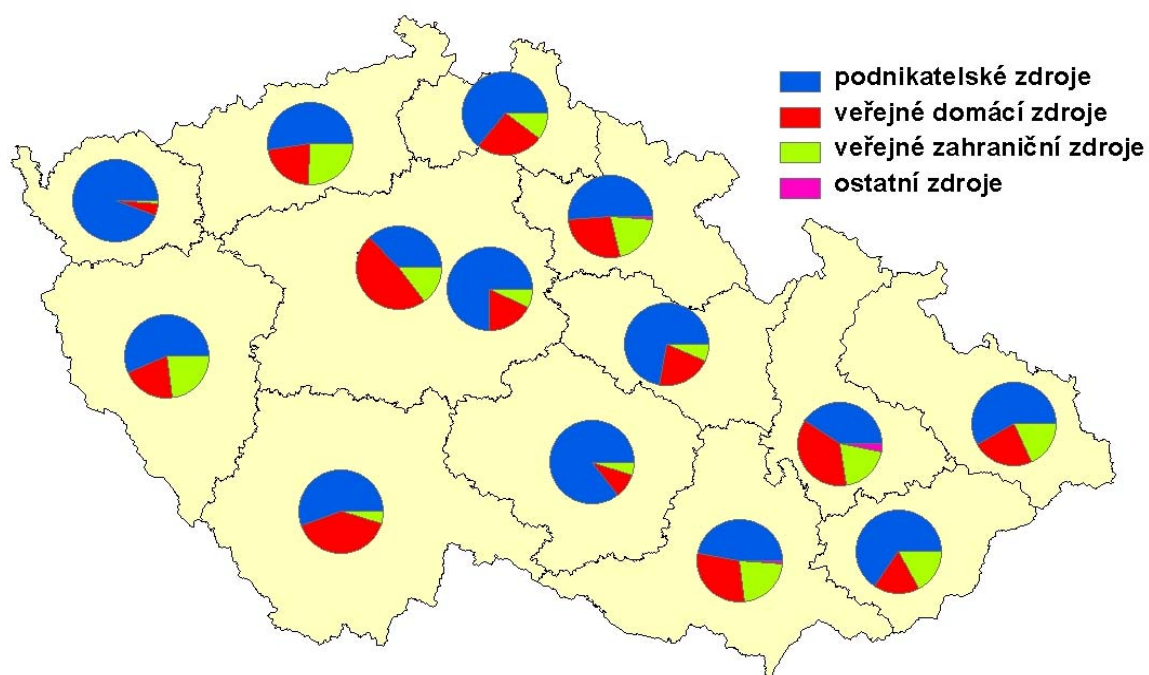 podnikatelské zdroje
veřejné domácí zdroje
veřejné zahraniční zdroje
ostatní zdroje